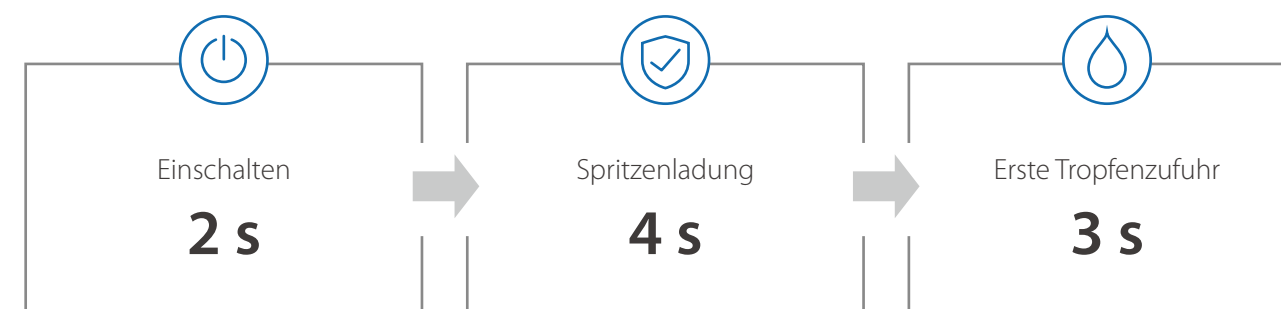 Einschalten
2 s
Spritzenladung
4 s
Erste Tropfenzufuhr
3 s